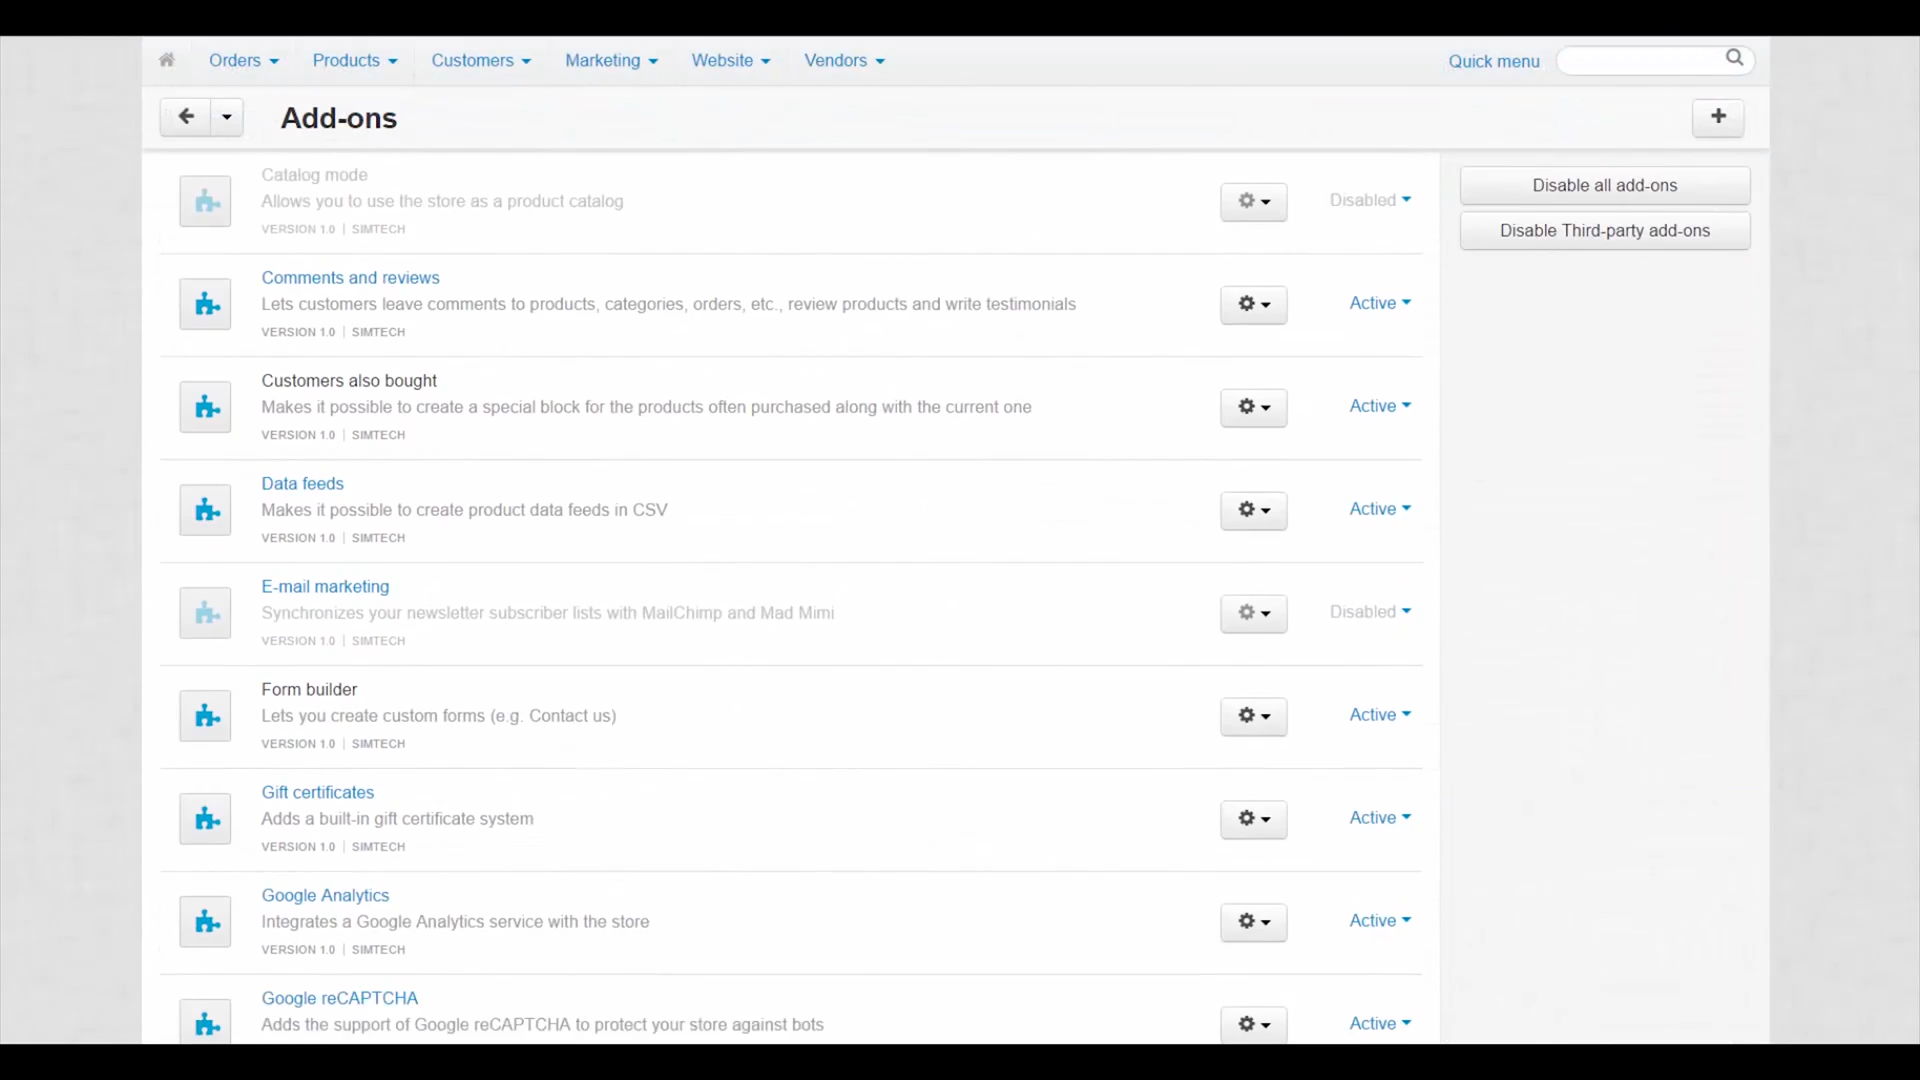 Orders Products Customers Marketing Website Vendors Quick menu
Add-ons
Catalog mode
Allows you to use the store as a product catalog
VERSION 1.0 | SIMTECH
Disabled
Disable all add-ons
Disable Third-party add-ons
Comments and reviews
Lets customers leave comments to products, categories, orders, etc., review products and write testimonials
VERSION 1.0 | SIMTECH
Active
Customers also bought
Makes it possible to create a special block for the products often purchased along with the current one
VERSION 1.0 | SIMTECH
Active
Data feeds
Makes it possible to create product data feeds in CSV
VERSION 1.0 | SIMTECH
Active
E-mail marketing
Synchronizes your newsletter subscriber lists with MailChimp and Mad Mimi
VERSION 1.0 | SIMTECH
Disabled
Form builder
Lets you create custom forms (e.g. Contact us)
VERSION 1.0 | SIMTECH
Active
Gift certificates
Adds a built-in gift certificate system
VERSION 1.0 | SIMTECH
Active
Google Analytics
Integrates a Google Analytics service with the store
VERSION 1.0 | SIMTECH
Active
Google reCAPTCHA
Adds the support of Google reCAPTCHA to protect your store against bots
Active